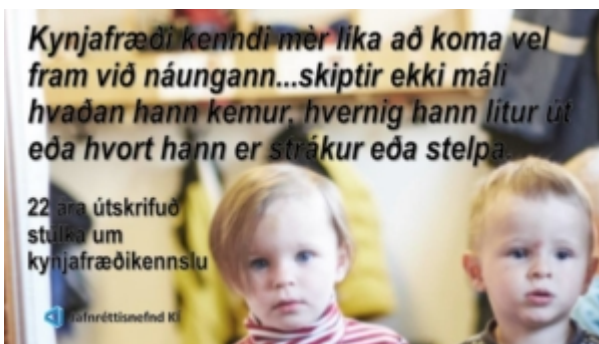 Kynjafræði kenndi mèr líka að koma vel
fram við náungann...skiptir ekki máli
hvaðan hann kemur, hvernig hann lítur út
eða hvort hann er strákur eða stelpa.
22 ára útskrifuð
stúlka um
kynjafræðikennslu
Jafnréttisnefnd KÍ